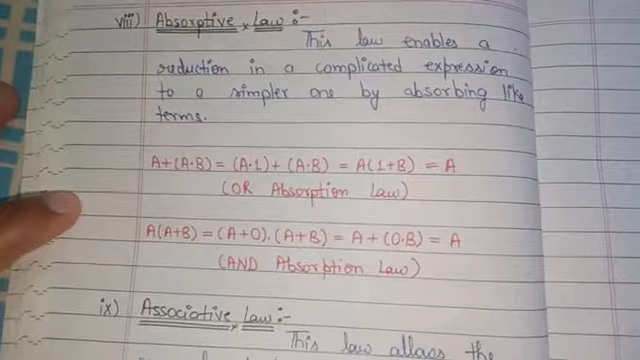 viii) Absorptive Law :-
This law enables a
reduction in a complicated expression
to a simpler one by absorbing like
terms.
A+(A·B) = (A·1)+(A·B) = A(1+B) = A
(OR Absorption Law)
A(A+B) = (A+0).(A+B) = A+(0·B) = A
(AND Absorption Law)
ix) Associative Law :-
This law allows the